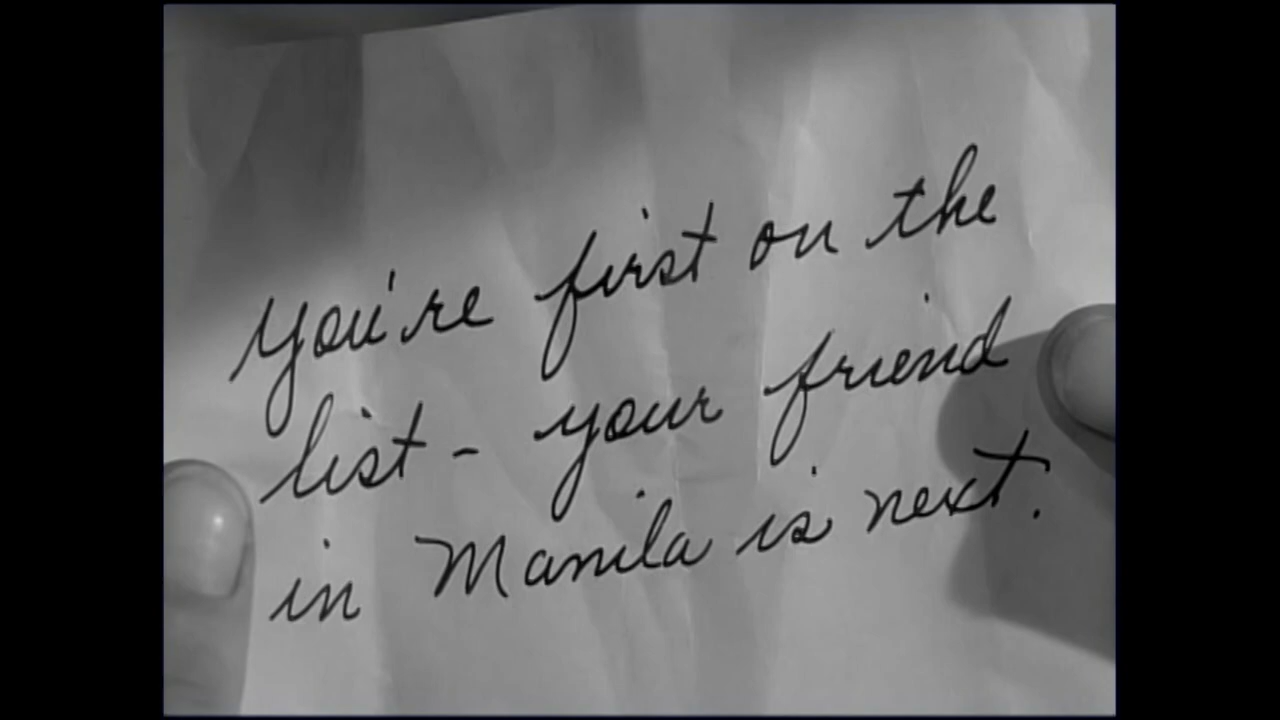 You're first on the
list - your friend
in Manila is next.